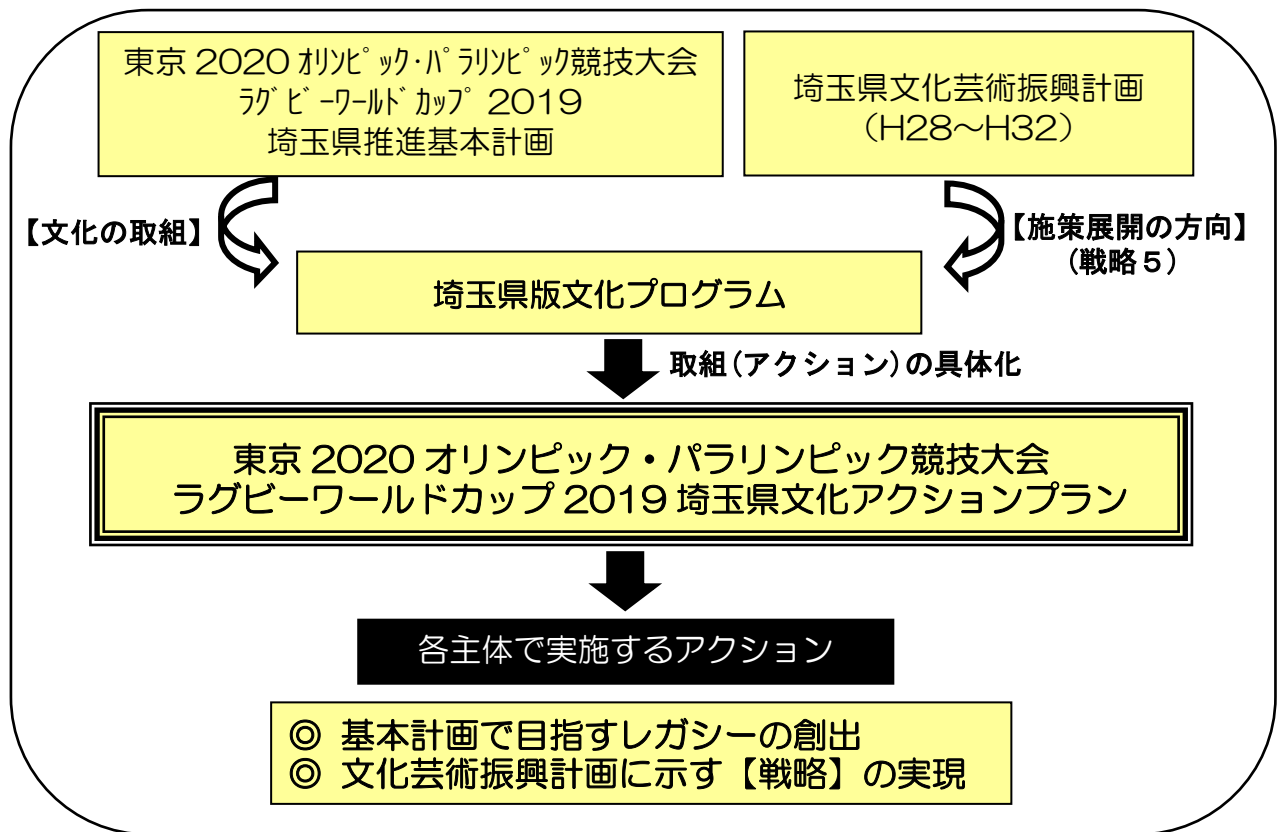 東京 2020 ｵﾘﾝﾋﾟｯｸ･ﾊﾟﾗﾘﾝﾋﾟｯｸ競技大会
ﾗｸﾞﾋﾞｰﾜｰﾙﾄﾞｶｯﾌﾟ 2019
埼玉県推進基本計画
埼玉県文化芸術振興計画
（H28～H32）
【文化の取組】
【施策展開の方向】
（戦略５）
埼玉県版文化プログラム
取組(アクション)の具体化
東京 2020 オリンピック・パラリンピック競技大会
ラグビーワールドカップ 2019 埼玉県文化アクションプラン
各主体で実施するアクション
◎ 基本計画で目指すレガシーの創出
◎ 文化芸術振興計画に示す【戦略】の実現